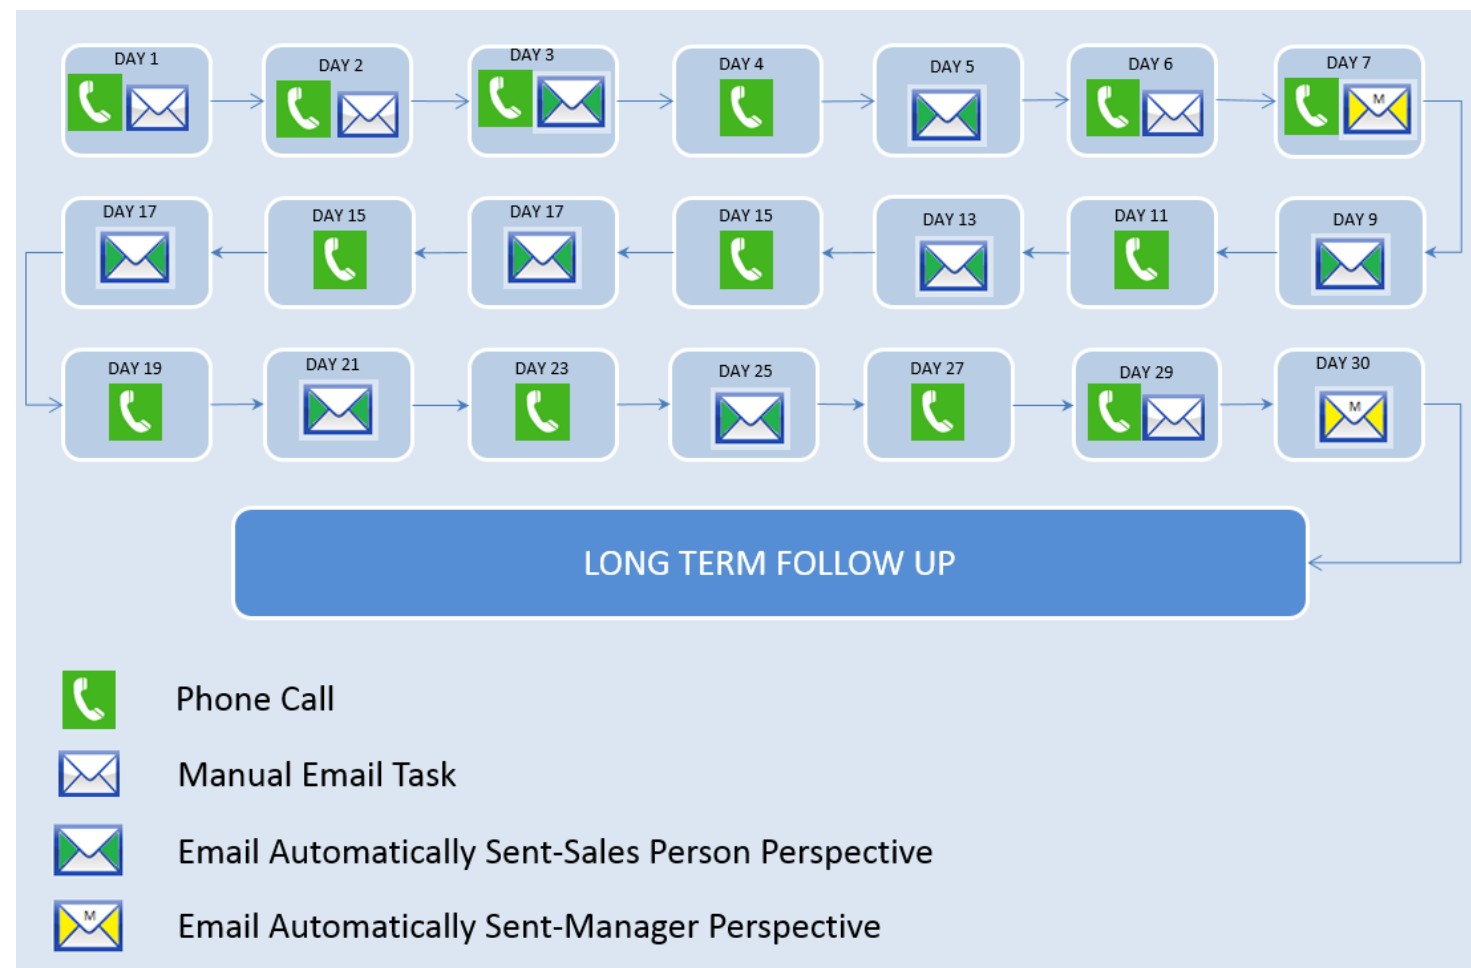 DAY 1
DAY 2
DAY 3
DAY 4
DAY 5
DAY 6
DAY 7
M
DAY 17
DAY 15
DAY 17
DAY 15
DAY 13
DAY 11
DAY 9
DAY 19
DAY 21
DAY 23
DAY 25
DAY 27
DAY 29
DAY 30
M
LONG TERM FOLLOW UP
Phone Call
Manual Email Task
Email Automatically Sent-Sales Person Perspective
M
Email Automatically Sent-Manager Perspective